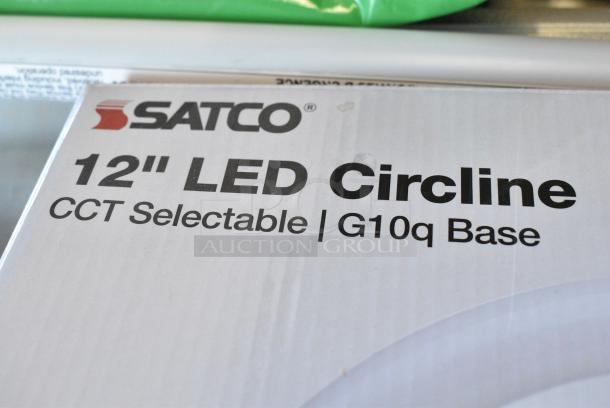 SATCO®
12" LED Circline
CCT Selectable | G10q Base
AUCTION GROUP